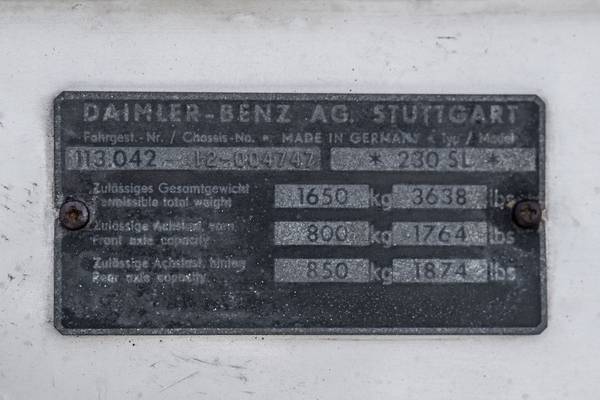 DAIMLER-BENZ AG. STUTTGART
Fahrgest.-Nr. / Chassis-No. * MADE IN GERMANY * Typ / Model
113.042 - 12-004747 * 230 SL *
Zulässiges Gesamtgewicht
Permissible total weight 1650 kg 3638 lbs
Zulässige Achslast, vorn
Front axle capacity 800 kg 1764 lbs
Zulässige Achslast, hinten
Rear axle capacity 850 kg 1874 lbs